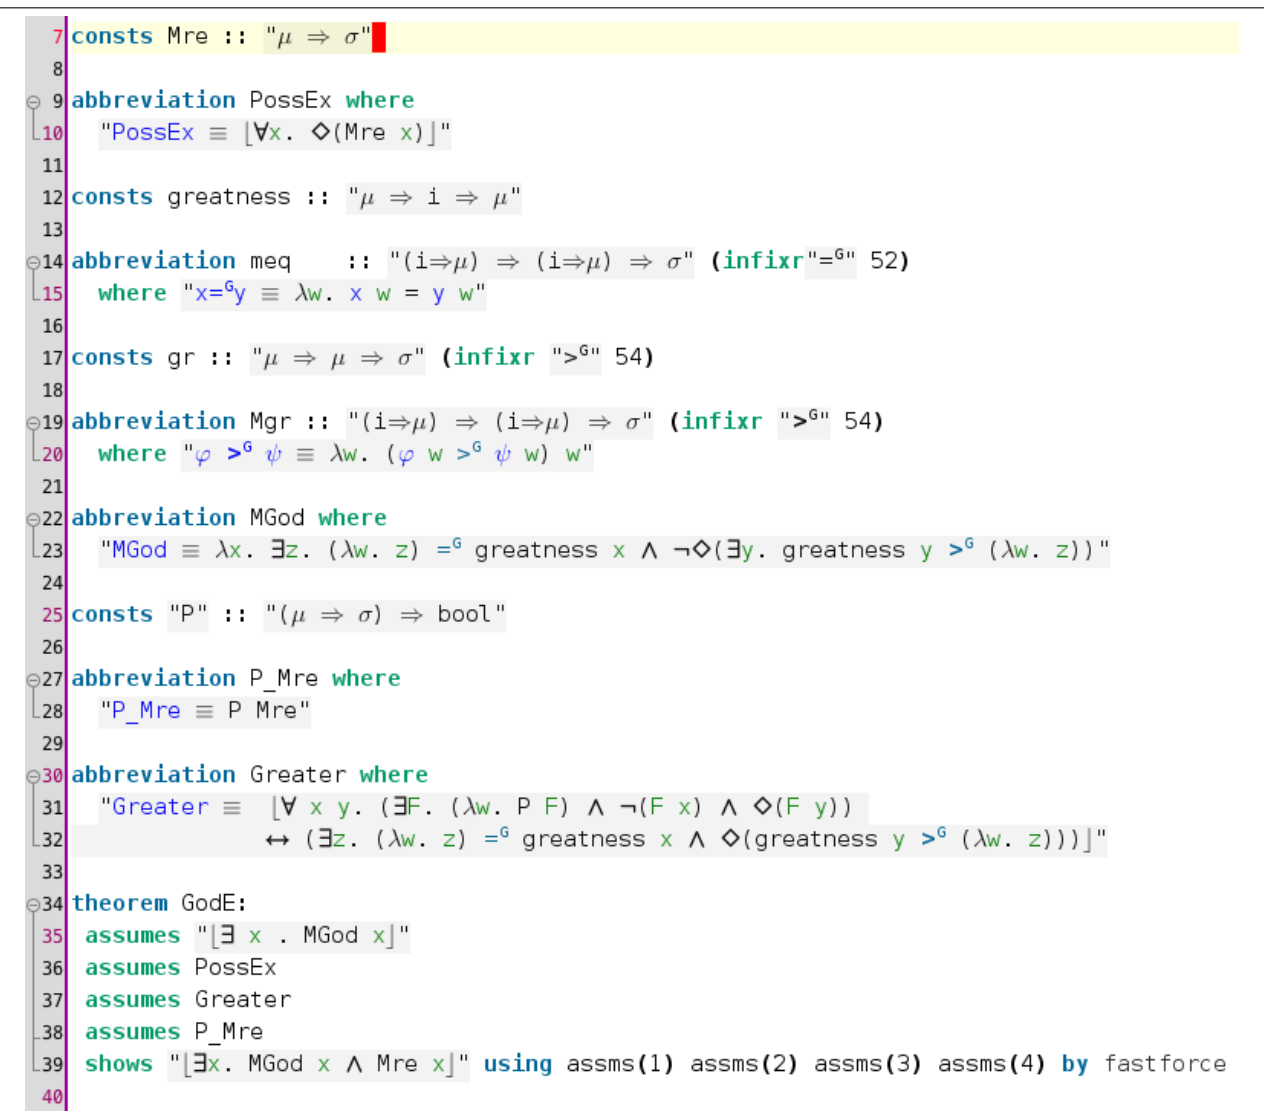 7 consts Mre :: "μ ⇒ σ"
8
9 abbreviation PossEx where
10 "PossEx ≡ ⌊∀x. ◇(Mre x)⌋"
11
12 consts greatness :: "μ ⇒ i ⇒ μ"
13
14 abbreviation meq :: "(i⇒μ) ⇒ (i⇒μ) ⇒ σ" (infixr"=ᴳ" 52)
15 where "x=ᴳy ≡ λw. x w = y w"
16
17 consts gr :: "μ ⇒ μ ⇒ σ" (infixr ">ᴳ" 54)
18
19 abbreviation Mgr :: "(i⇒μ) ⇒ (i⇒μ) ⇒ σ" (infixr ">ᴳ" 54)
20 where "φ >ᴳ ψ ≡ λw. (φ w >ᴳ ψ w) w"
21
22 abbreviation MGod where
23 "MGod ≡ λx. ∃z. (λw. z) =ᴳ greatness x ∧ ¬◇(∃y. greatness y >ᴳ (λw. z))"
24
25 consts "P" :: "(μ ⇒ σ) ⇒ bool"
26
27 abbreviation P_Mre where
28 "P_Mre ≡ P Mre"
29
30 abbreviation Greater where
31 "Greater ≡ ⌊∀ x y. (∃F. (λw. P F) ∧ ¬(F x) ∧ ◇(F y))
32 ↔ (∃z. (λw. z) =ᴳ greatness x ∧ ◇(greatness y >ᴳ (λw. z)))⌋"
33
34 theorem GodE:
35 assumes "⌊∃ x . MGod x⌋"
36 assumes PossEx
37 assumes Greater
38 assumes P_Mre
39 shows "⌊∃x. MGod x ∧ Mre x⌋" using assms(1) assms(2) assms(3) assms(4) by fastforce
40